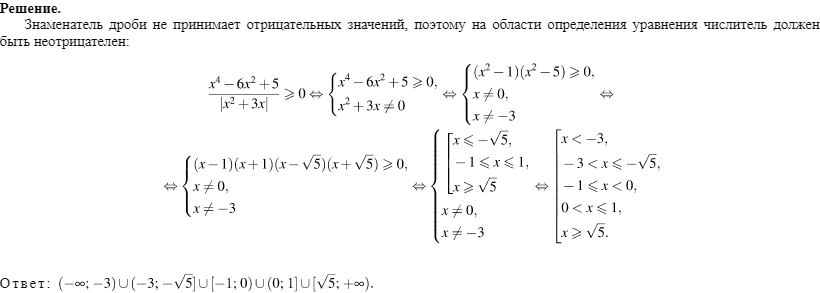 Решение.
Знаменатель дроби не принимает отрицательных значений, поэтому на области определения уравнения числитель должен
быть неотрицателен:
$\dfrac{x^4-6x^2+5}{|x^2+3x|} \geqslant 0 \Leftrightarrow \begin{cases} x^4-6x^2+5 \geqslant 0, \\ x^2+3x \neq 0 \end{cases} \Leftrightarrow \begin{cases} (x^2-1)(x^2-5) \geqslant 0, \\ x \neq 0, \\ x \neq -3 \end{cases} \Leftrightarrow$
$\Leftrightarrow \begin{cases} (x-1)(x+1)(x-\sqrt{5})(x+\sqrt{5}) \geqslant 0, \\ x \neq 0, \\ x \neq -3 \end{cases} \Leftrightarrow \begin{cases} \left[ \begin{array}{l} x \leqslant -\sqrt{5}, \\ -1 \leqslant x \leqslant 1, \\ x \geqslant \sqrt{5} \end{array} \right. \\ x \neq 0, \\ x \neq -3 \end{cases} \Leftrightarrow \left[ \begin{array}{l} x < -3, \\ -3 < x \leqslant -\sqrt{5}, \\ -1 \leqslant x < 0, \\ 0 < x \leqslant 1, \\ x \geqslant \sqrt{5}. \end{array} \right.$
Ответ: $(-\infty; -3) \cup (-3; -\sqrt{5}] \cup [-1; 0) \cup (0; 1] \cup [\sqrt{5}; +\infty).$